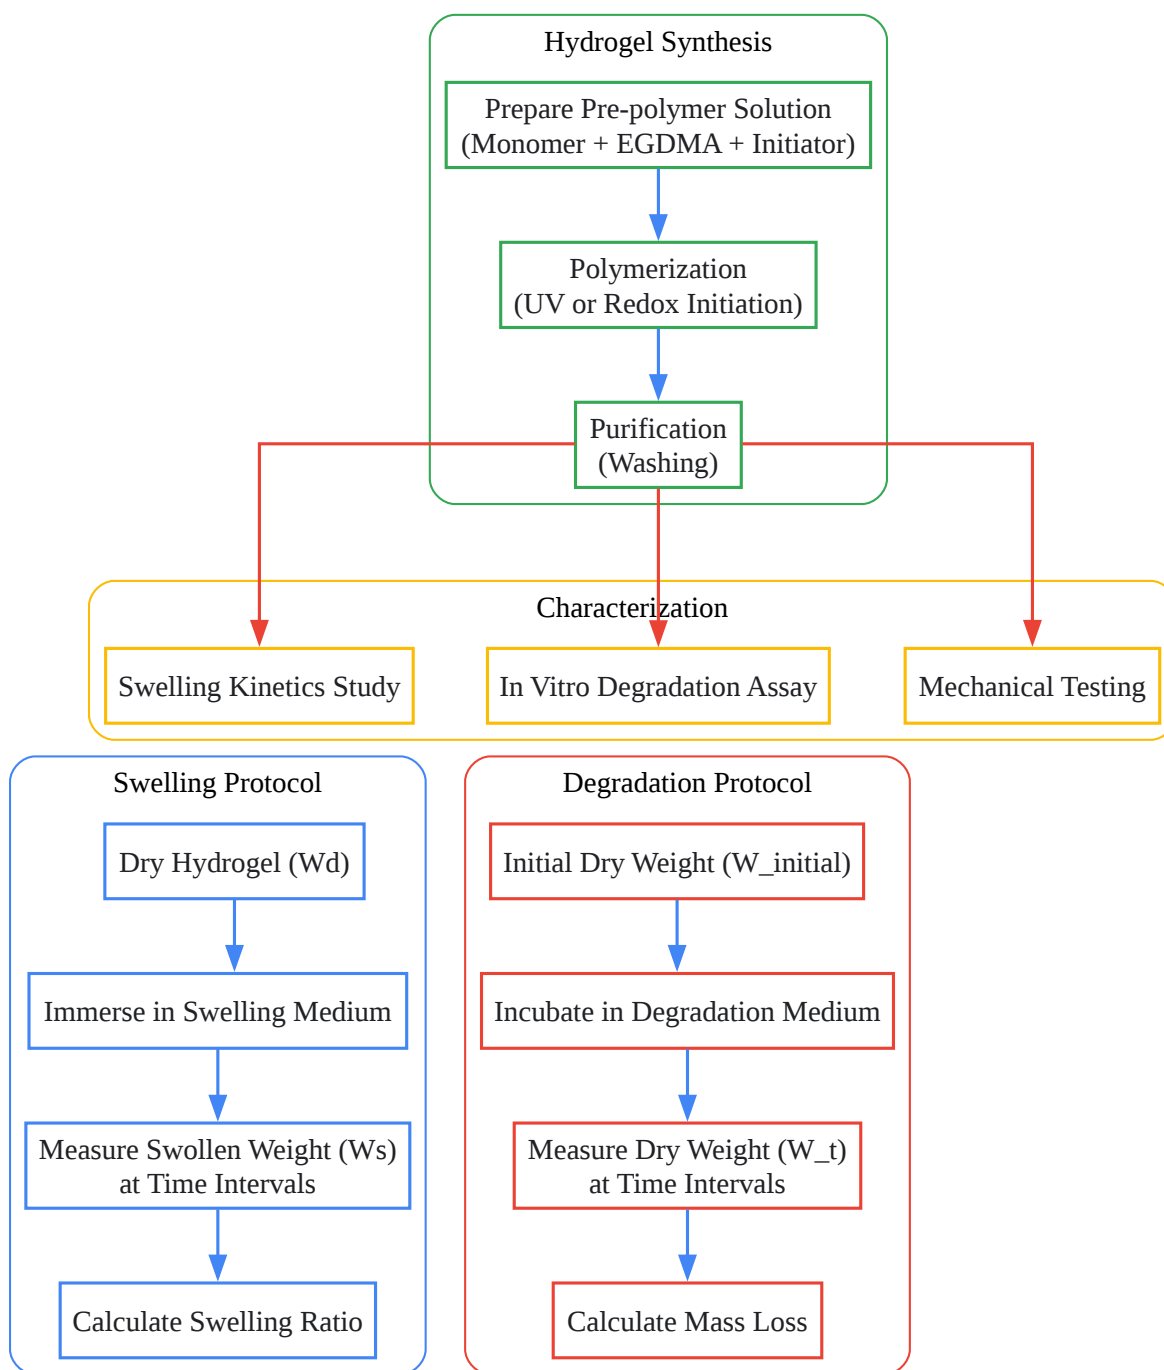 Hydrogel Synthesis
Prepare Pre-polymer Solution
(Monomer + EGDMA + Initiator)
Polymerization
(UV or Redox Initiation)
Purification
(Washing)
Characterization
Swelling Kinetics Study
In Vitro Degradation Assay
Mechanical Testing
Swelling Protocol
Dry Hydrogel (Wd)
Immerse in Swelling Medium
Measure Swollen Weight (Ws)
at Time Intervals
Calculate Swelling Ratio
Degradation Protocol
Initial Dry Weight (W_initial)
Incubate in Degradation Medium
Measure Dry Weight (W_t)
at Time Intervals
Calculate Mass Loss